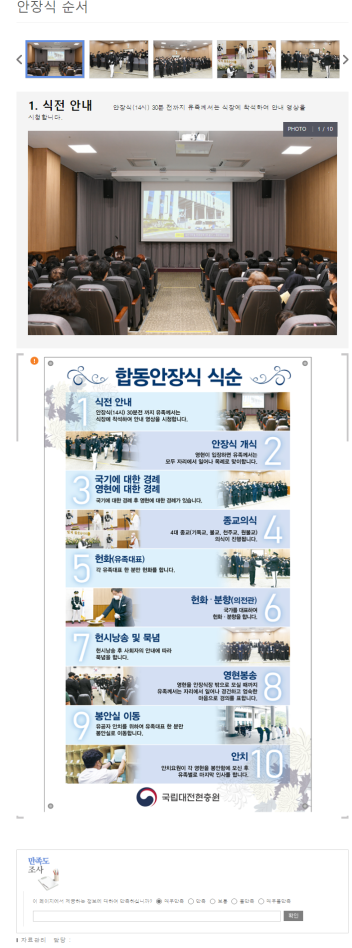 안장식 순서
1. 식전 안내 안장식(14시) 30분 전까지 유족께서는 식장에 착석하여 안내 영상을
시청합니다.
PHOTO | 1 / 10
합동안장식 식순
1 식전 안내
안장식(14시) 30분전 까지 유족께서는
식장에 착석하여 안내 영상을 시청합니다.
안장식 개식 2
영현이 입장하면 유족께서는
모두 자리에서 일어나 묵례로 맞이합니다.
3 국기에 대한 경례
영현에 대한 경례
국기에 대한 경례 후 영현에 대한 경례가 있습니다.
종교의식 4
4대 종교(기독교, 불교, 천주교, 원불교)
의식이 진행됩니다.
5 헌화(유족대표)
각 유족대표 한 분만 헌화를 합니다.
헌화·분향(의전관) 6
국가를 대표하여
헌화·분향을 합니다.
7 헌시낭송 및 묵념
헌시낭송 후 사회자의 안내에 따라
묵념을 합니다.
영현봉송 8
영현을 안장식장 밖으로 모실 때까지
유족께서는 자리에서 일어나 경건하고 엄숙한
마음으로 경의를 표합니다.
9 봉안실 이동
유골자 안치를 위하여 유족대표 한 분만
봉안실로 이동합니다.
안치 10
안치요원이 각 영현을 봉안함에 모신 후
유족별로 마지막 인사를 합니다.
국립대전현충원
만족도
조사
이 페이지에서 제공하는 정보에 대하여 만족하십니까? 매우만족 만족 보통 불만족 매우불만족
확인
자료관리 담당 :